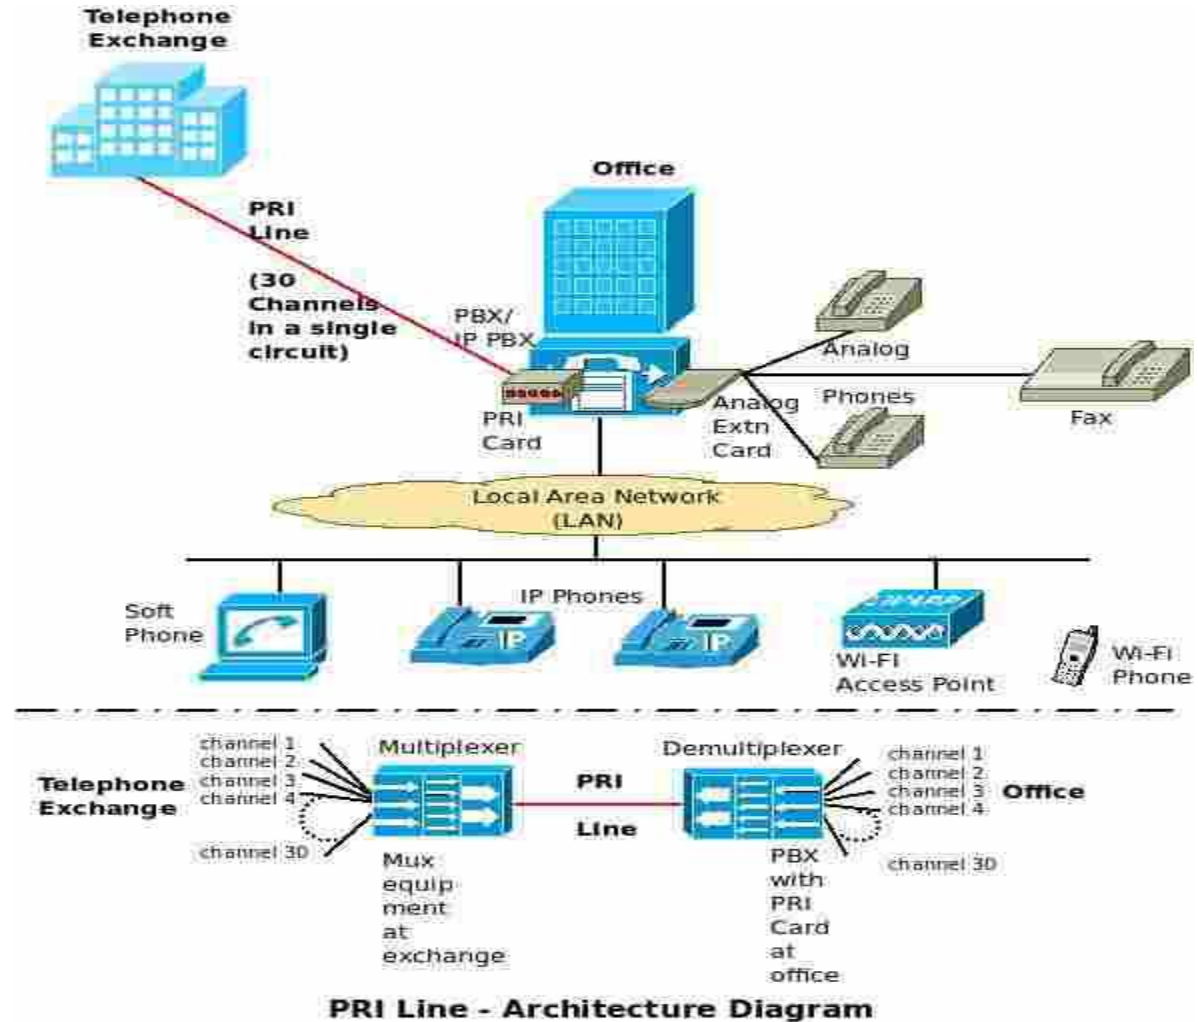 Telephone
Exchange
Office
PRI
Line
(30
Channels
in a single
circuit)
PBX/
IP PBX
PRI
Card
Analog
Extn
Card
Analog
Phones
Fax
Local Area Network
(LAN)
Soft
Phone
IP Phones
IP
IP
Wi-Fi
Access Point
Wi-Fi
Phone
Telephone
Exchange
channel 1
channel 2
channel 3
channel 4
channel 30
Multiplexer
Mux
equip
ment
at
exchange
PRI
Line
Demultiplexer
PBX
with
PRI
Card
at
office
channel 1
channel 2
channel 3
channel 4
channel 30
Office
PRI Line - Architecture Diagram